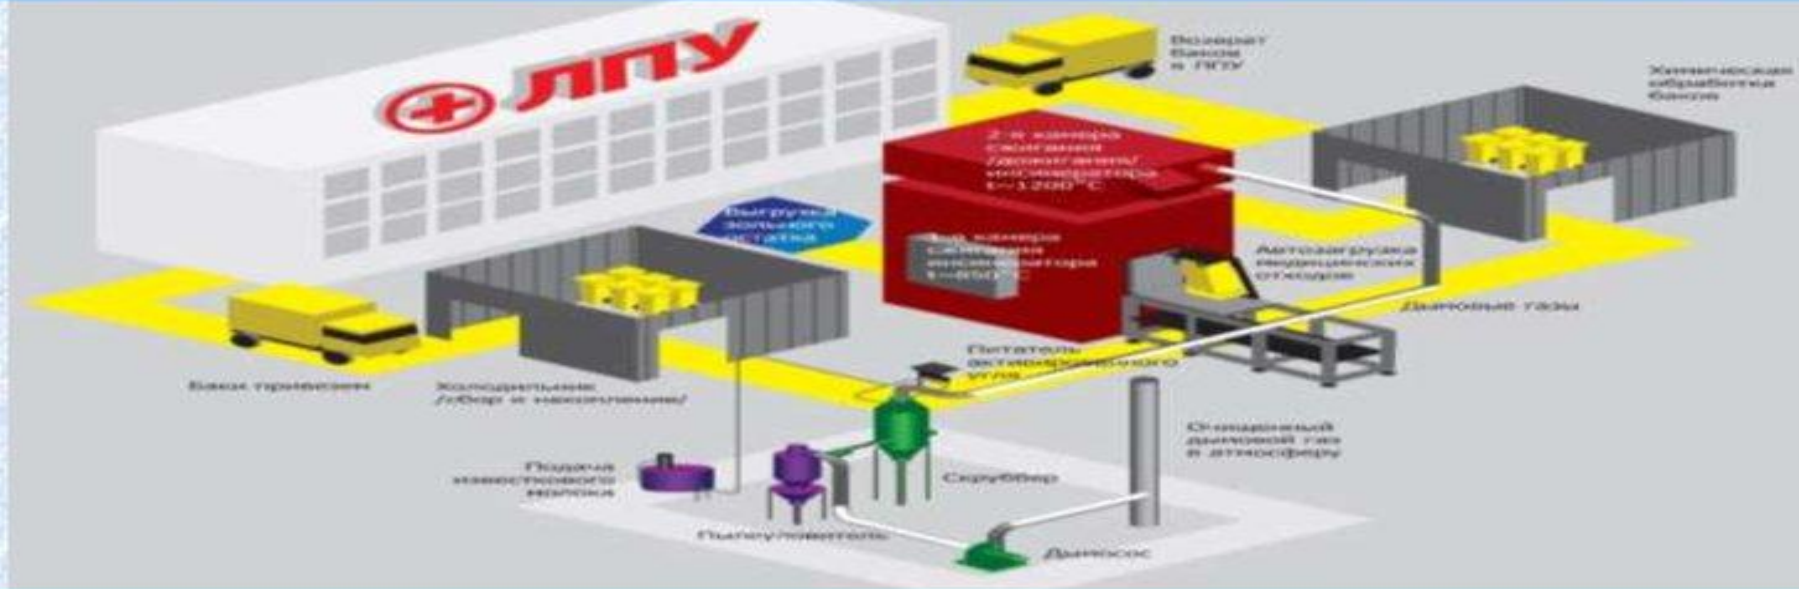 ЛПУ
Возврат
баков
в ЛПУ
Химическая
обработка
баков
2-я камера
сжигания
/дожигания/
инсинератора
t~1200°C
Выгрузка
зольного
остатка
1-я камера
сжигания
инсинератора
t~850°C
Автозагрузка
медицинских
отходов
Дымовые газы
Питатель
активированного
угля
Баки привезем
Холодильник
/сбор и накопление/
Очищенный
дымовой газ
в атмосферу
Подача
известкового
молока
Скруббер
Пылеуловитель
Дымосос